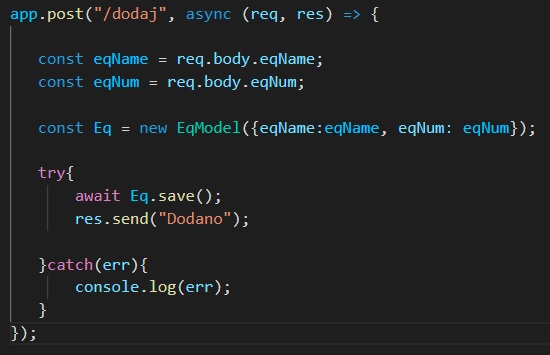 app.post("/dodaj", async (req, res) => {
const eqName = req.body.eqName;
const eqNum = req.body.eqNum;
const Eq = new EqModel({eqName:eqName, eqNum: eqNum});
try{
await Eq.save();
res.send("Dodano");
}catch(err){
console.log(err);
}
});